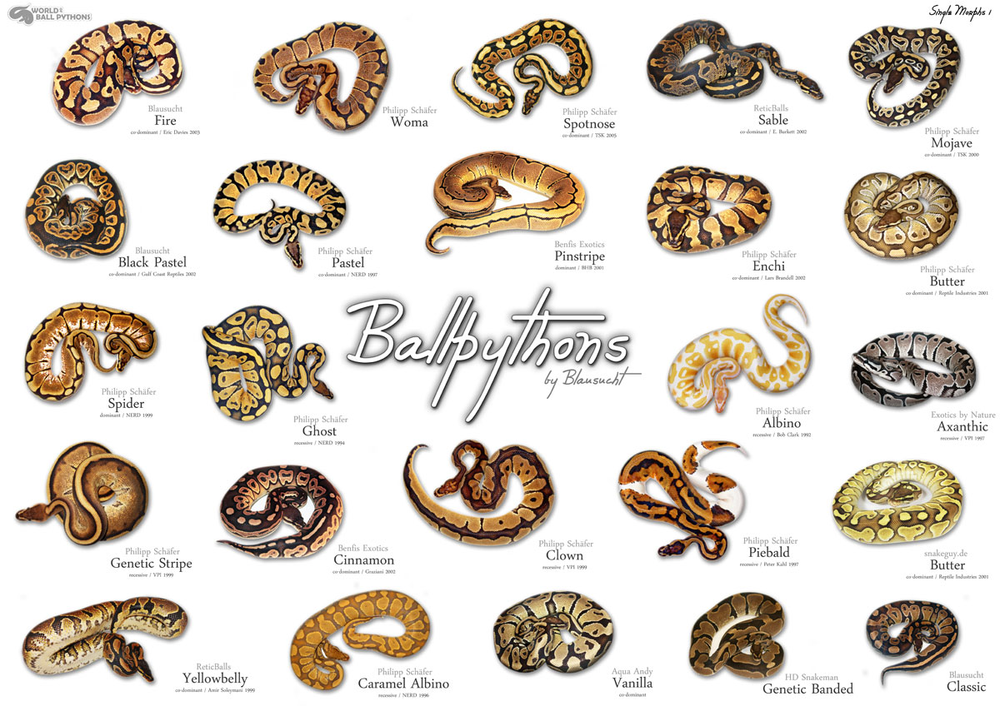 WORLD OF
BALL PYTHONS
Single Morphs 1
Blausucht
Fire
co-dominant / Eric Davies 2003
Philipp Schäfer
Woma
Philipp Schäfer
Spotnose
co-dominant / TSK 2005
ReticBalls
Sable
co-dominant / E. Burkett 2002
Philipp Schäfer
Mojave
co-dominant / TSK 2000
Blausucht
Black Pastel
co-dominant / Gulf Coast Reptiles 2002
Philipp Schäfer
Pastel
co-dominant / NERD 1997
Benfis Exotics
Pinstripe
dominant / BHB 2001
Philipp Schäfer
Enchi
co-dominant / Lars Brandell 2002
Philipp Schäfer
Butter
co-dominant / Reptile Industries 2001
Ballpythons
by Blausucht
Philipp Schäfer
Spider
dominant / NERD 1999
Philipp Schäfer
Ghost
recessive / NERD 1994
Philipp Schäfer
Albino
recessive / Bob Clark 1992
Exotics by Nature
Axanthic
recessive / VPI 1997
Philipp Schäfer
Genetic Stripe
recessive / VPI 1999
Benfis Exotics
Cinnamon
co-dominant / Graziani 2002
Philipp Schäfer
Clown
recessive / VPI 1999
Philipp Schäfer
Piebald
recessive / Peter Kahl 1997
snakeguy.de
Butter
co-dominant / Reptile Industries 2001
ReticBalls
Yellowbelly
co-dominant / Amir Soleymani 1999
Philipp Schäfer
Caramel Albino
recessive / NERD 1996
Aqua Andy
Vanilla
co-dominant
HD Snakeman
Genetic Banded
Blausucht
Classic